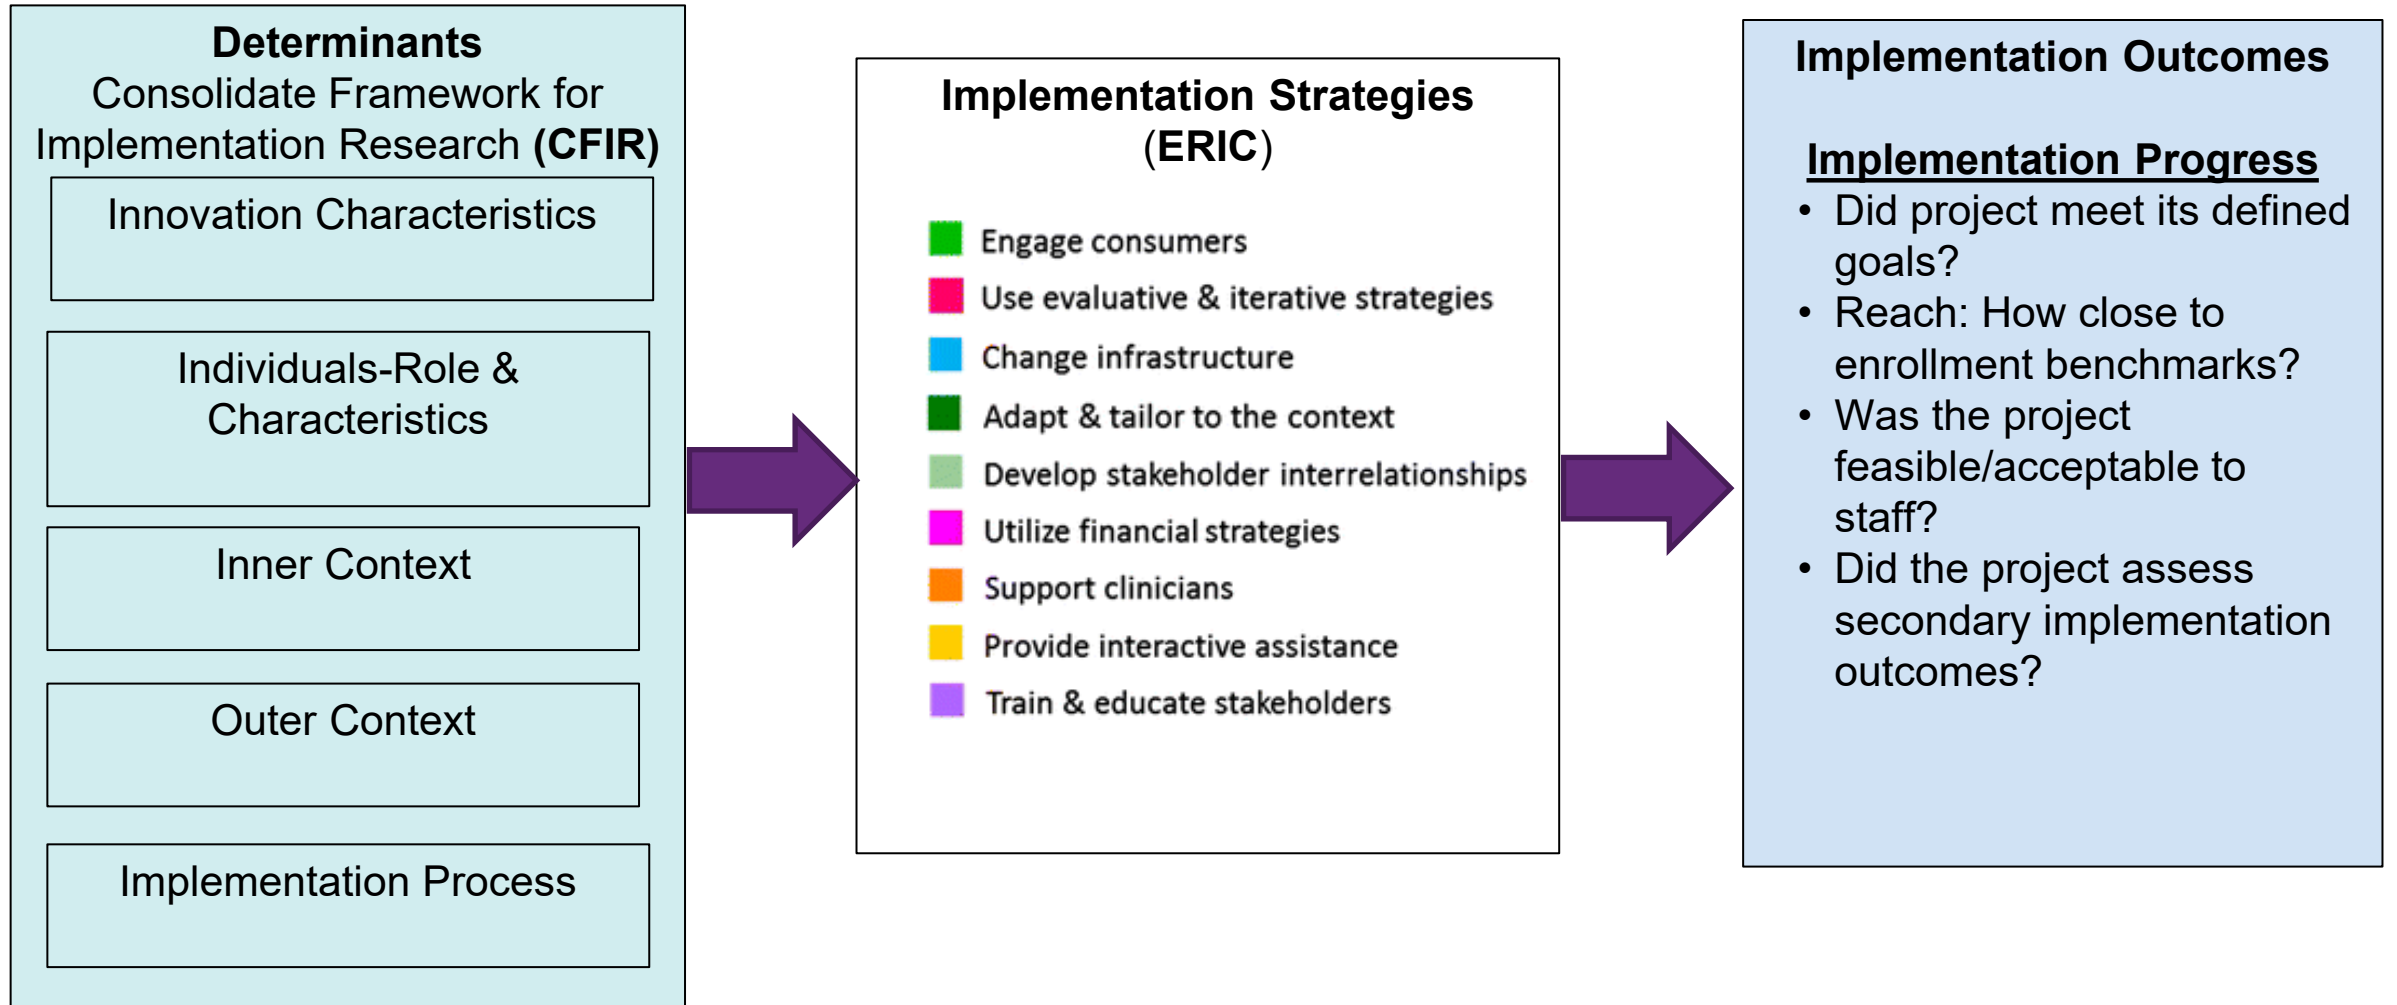 Determinants
Consolidate Framework for
Implementation Research (CFIR)
Innovation Characteristics
Individuals-Role &
Characteristics
Inner Context
Outer Context
Implementation Process
Implementation Strategies
(ERIC)
Engage consumers
Use evaluative & iterative strategies
Change infrastructure
Adapt & tailor to the context
Develop stakeholder interrelationships
Utilize financial strategies
Support clinicians
Provide interactive assistance
Train & educate stakeholders
Implementation Outcomes
Implementation Progress
• Did project meet its defined
goals?
• Reach: How close to
enrollment benchmarks?
• Was the project
feasible/acceptable to
staff?
• Did the project assess
secondary implementation
outcomes?